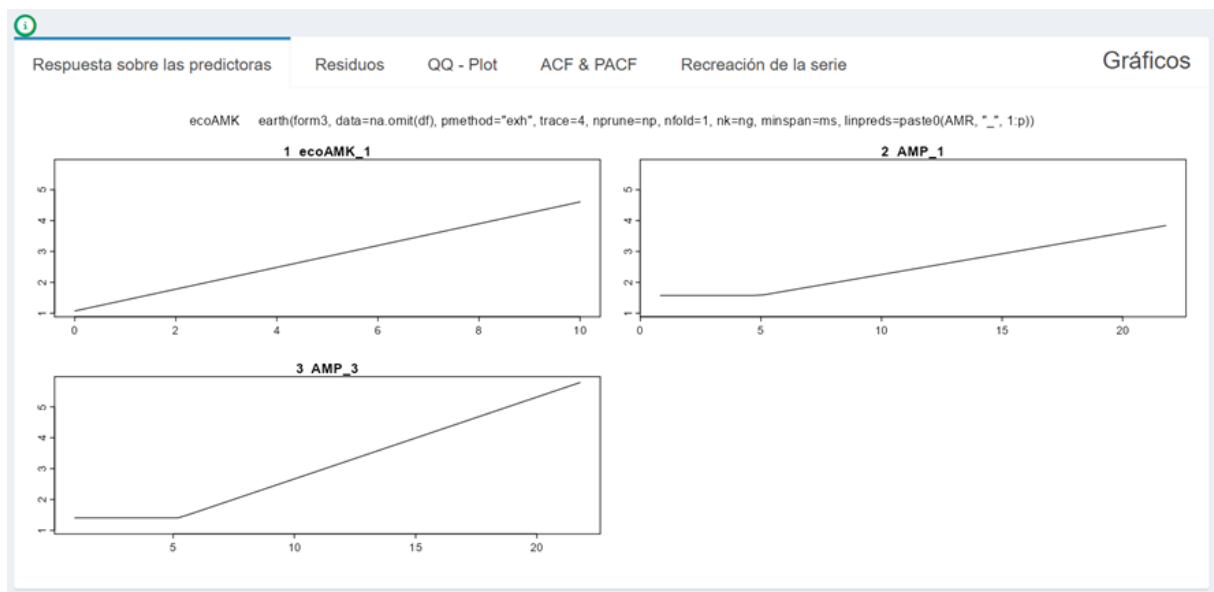 i
Respuesta sobre las predictoras Residuos QQ - Plot ACF & PACF Recreación de la serie Gráficos
ecoAMK earth(form3, data=na.omit(df), pmethod="exh", trace=4, nprune=np, nfold=1, nk=ng, minspan=ms, linpreds=paste0(AMR, "_", 1:p))
1 ecoAMK_1
5
4
3
2
1
0 2 4 6 8 10
2 AMP_1
5
4
3
2
1
0 5 10 15 20
3 AMP_3
5
4
3
2
1
5 10 15 20